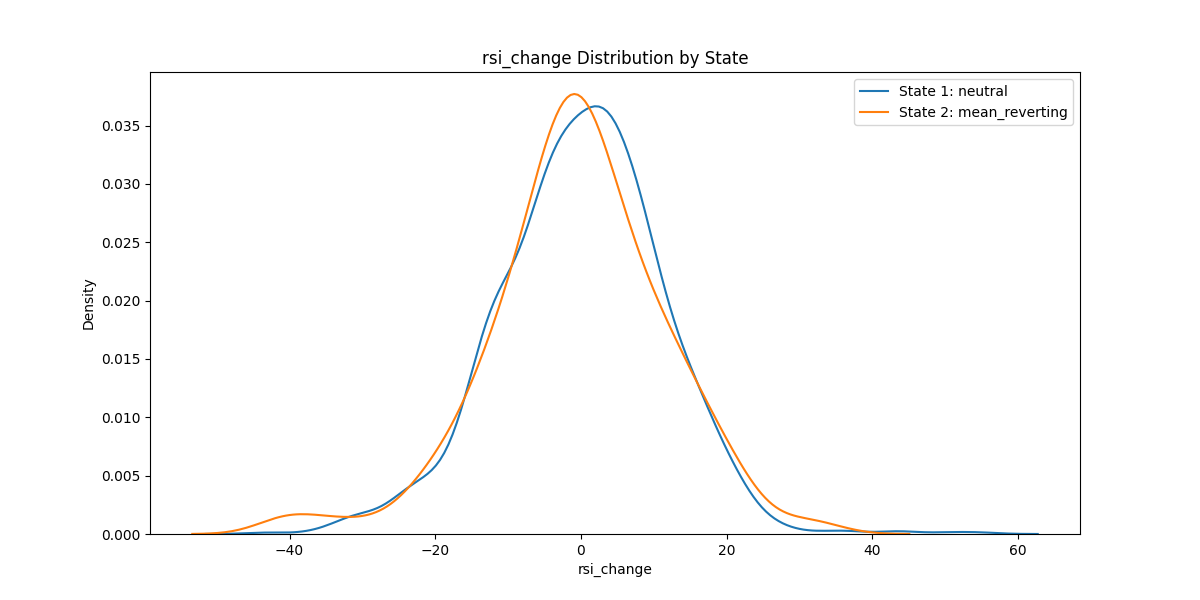 rsi_change Distribution by State
State 1: neutral
State 2: mean_reverting
Density
0.035
0.030
0.025
0.020
0.015
0.010
0.005
0.000
−40
−20
0
20
40
60
rsi_change